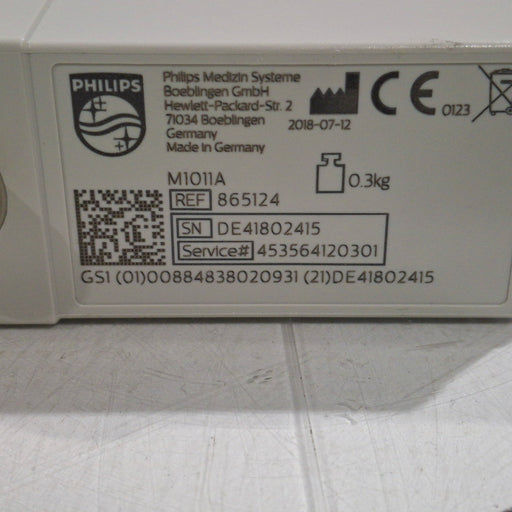 PHILIPS
Philips Medizin Systeme
Boeblingen GmbH
Hewlett-Packard-Str. 2
71034 Boeblingen
Germany
Made in Germany
2018-07-12
CE 0123
M1011A
0.3kg
REF 865124
SN DE41802415
Service# 453564120301
GS1 (01)00884838020931 (21)DE41802415